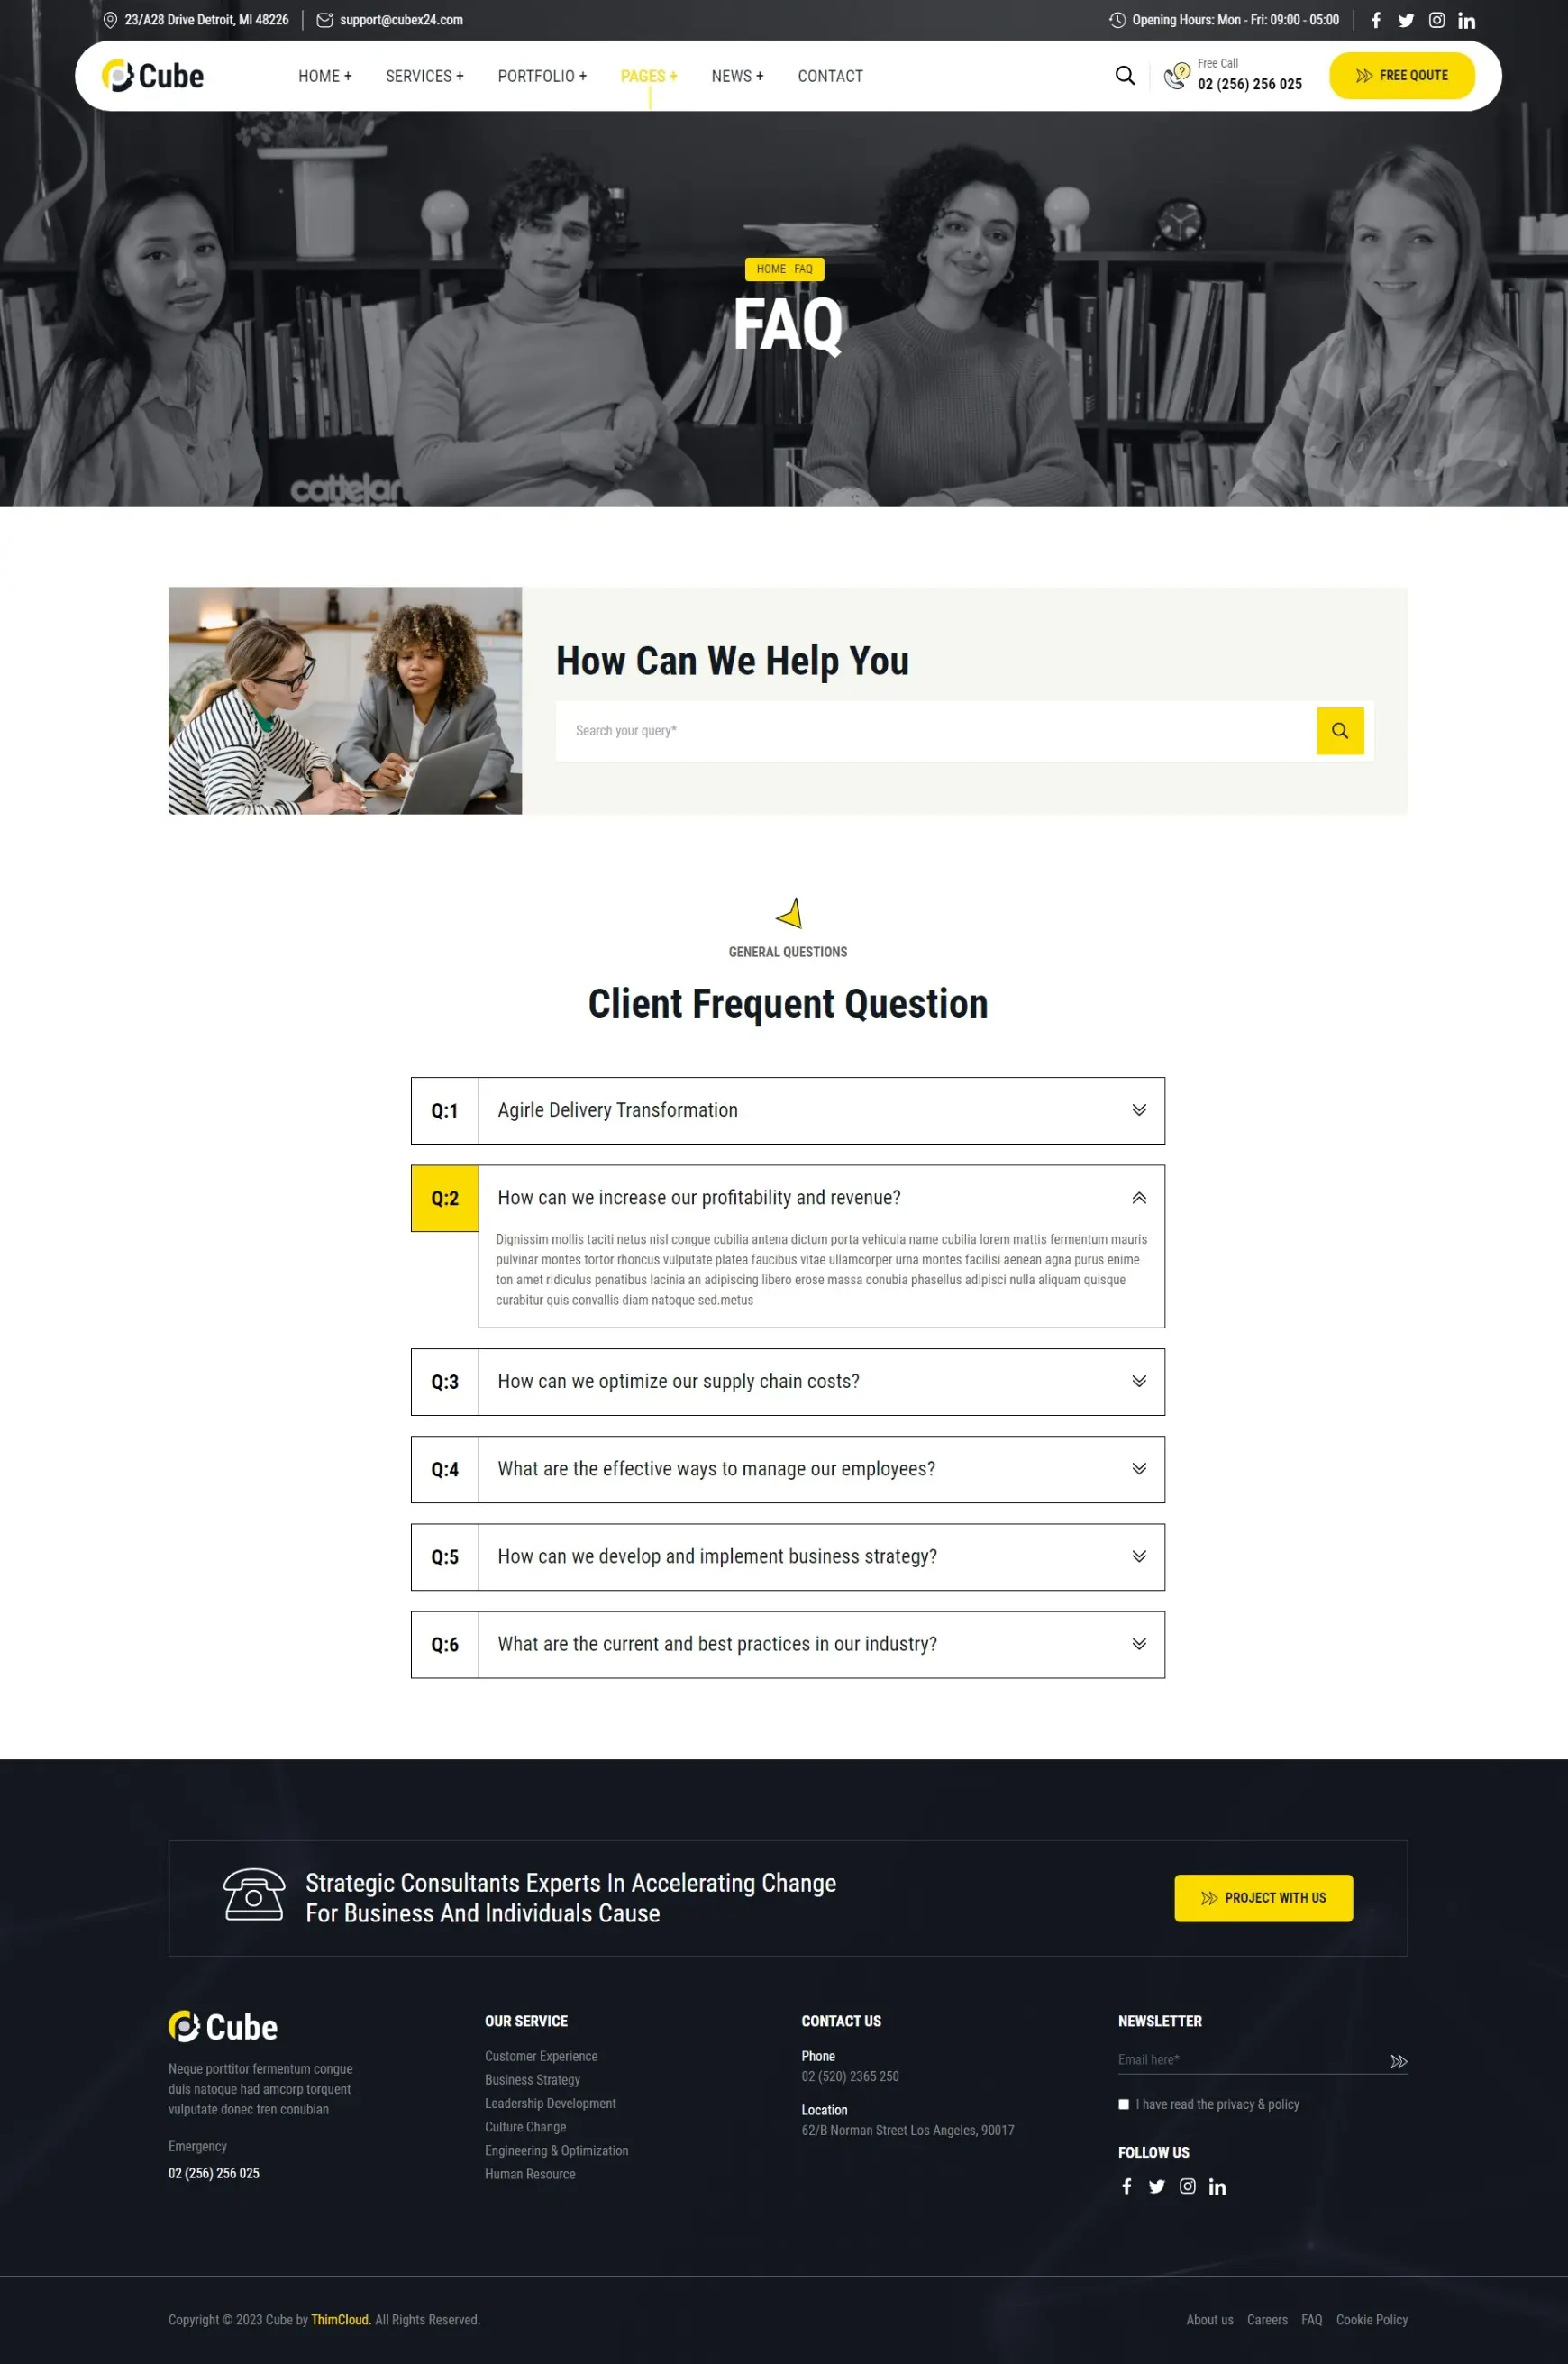 23/A28 Drive Detroit, MI 48226
support@cubex24.com
Opening Hours: Mon - Fri: 09:00 - 05:00
Cube
HOME +
SERVICES +
PORTFOLIO +
PAGES +
NEWS +
CONTACT
?
Free Call
02 (256) 256 025
FREE QOUTE
HOME - FAQ
FAQ
cattelan
How Can We Help You
Search your query*
GENERAL QUESTIONS
Client Frequent Question
Q:1
Agirle Delivery Transformation
Q:2
How can we increase our profitability and revenue?
Dignissim mollis taciti netus nisl congue cubilia antena dictum porta vehicula name cubilia lorem mattis fermentum mauris
pulvinar montes tortor rhoncus vulputate platea faucibus vitae ullamcorper urna montes facilisi aenean agna purus enime
ton amet ridiculus penatibus lacinia an adipiscing libero erose massa conubia phasellus adipisci nulla aliquam quisque
curabitur quis convallis diam natoque sed.metus
Q:3
How can we optimize our supply chain costs?
Q:4
What are the effective ways to manage our employees?
Q:5
How can we develop and implement business strategy?
Q:6
What are the current and best practices in our industry?
Strategic Consultants Experts In Accelerating Change
For Business And Individuals Cause
PROJECT WITH US
Cube
Neque porttitor fermentum congue
duis natoque had amcorp torquent
vulputate donec tren conubian
Emergency
02 (256) 256 025
OUR SERVICE
Customer Experience
Business Strategy
Leadership Development
Culture Change
Engineering & Optimization
Human Resource
CONTACT US
Phone
02 (520) 2365 250
Location
62/B Norman Street Los Angeles, 90017
NEWSLETTER
Email here*
I have read the privacy & policy
FOLLOW US
Copyright © 2023 Cube by ThimCloud. All Rights Reserved.
About us
Careers
FAQ
Cookie Policy